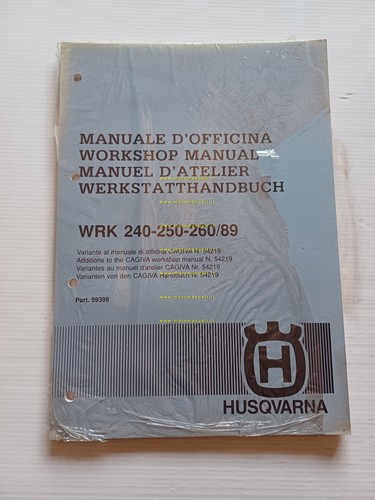 MANUALE D'OFFICINA
WORKSHOP MANUAL
MANUEL D'ATELIER
WERKSTATTHANDBUCH
WRK 240-250-260/89
Variante al manuale di officina CAGIVA N. 54219
Additions to the CAGIVA workshop manual N. 54219
Variantes au manuel d'atelier CAGIVA Nr. 54219
Varianten von den CAGIVA Handbuch N. 54219
Part. 59399
H
HUSQVARNA